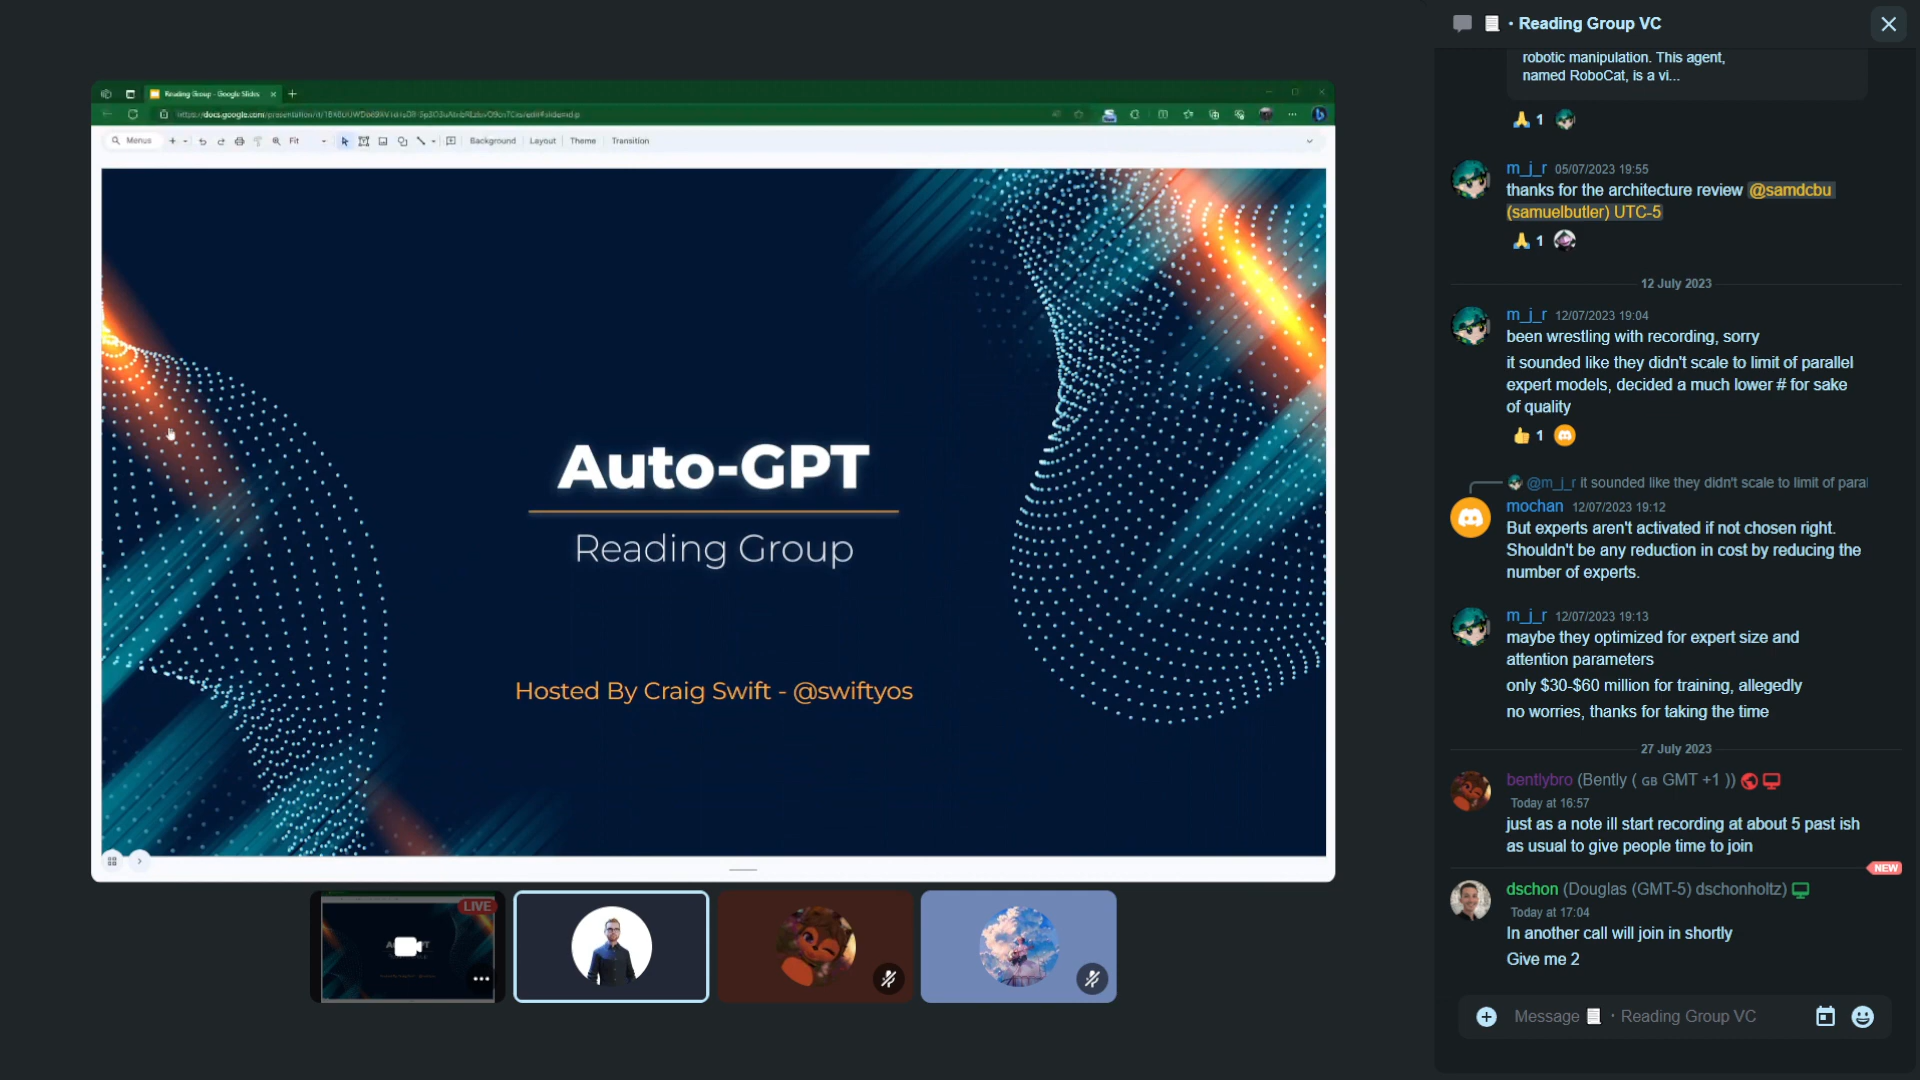 Reading Group - Google Slides
Menus
Fit
Background
Layout
Theme
Transition
Auto-GPT
Reading Group
Hosted By Craig Swift - @swiftyos
LIVE
• Reading Group VC
robotic manipulation. This agent,
named RoboCat, is a vi...
1
m_j_r 05/07/2023 19:55
thanks for the architecture review @samdcbu
(samuelbutler) UTC-5
1
12 July 2023
m_j_r 12/07/2023 19:04
been wrestling with recording, sorry
it sounded like they didn't scale to limit of parallel
expert models, decided a much lower # for sake
of quality
1
@m_j_r it sounded like they didn't scale to limit of paral
mochan 12/07/2023 19:12
But experts aren't activated if not chosen right.
Shouldn't be any reduction in cost by reducing the
number of experts.
m_j_r 12/07/2023 19:13
maybe they optimized for expert size and
attention parameters
only $30-$60 million for training, allegedly
no worries, thanks for taking the time
27 July 2023
bentlybro (Bently ( GB GMT +1 ))
Today at 16:57
just as a note ill start recording at about 5 past ish
as usual to give people time to join
NEW
dschon (Douglas (GMT-5) dschonholtz)
Today at 17:04
In another call will join in shortly
Give me 2
Message • Reading Group VC